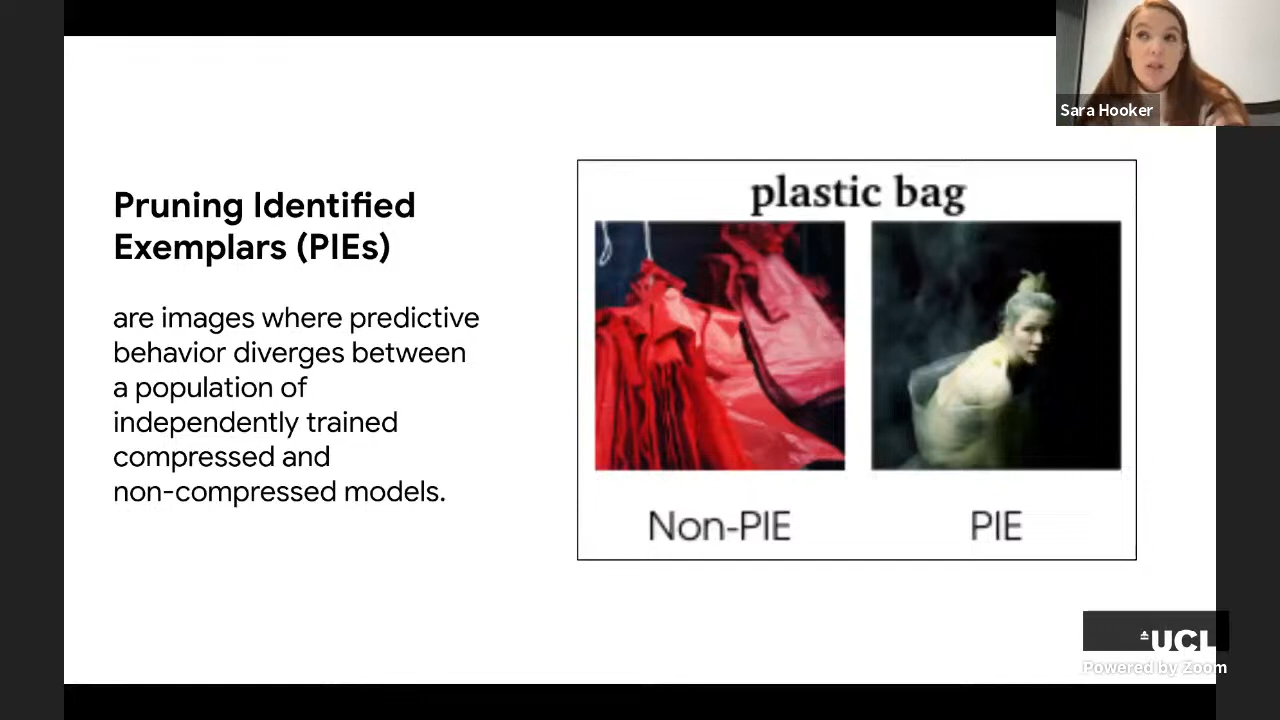 Sara Hooker
Pruning Identified
Exemplars (PIEs)
are images where predictive
behavior diverges between
a population of
independently trained
compressed and
non-compressed models.
plastic bag
Non-PIE
PIE
UCL
Powered by Zoom